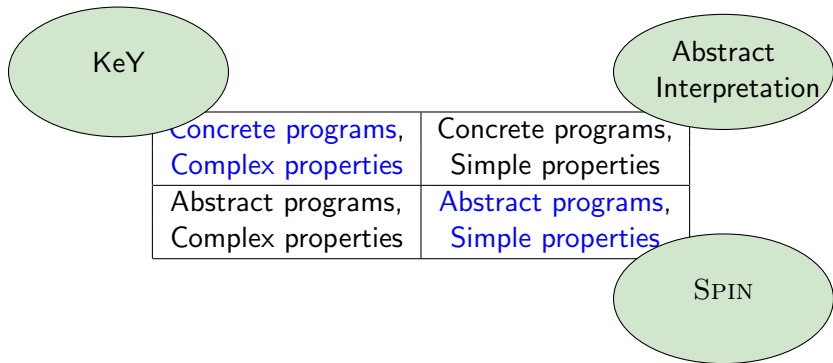 KeY
Abstract
Interpretation
Concrete programs,
Complex properties
Concrete programs,
Simple properties
Abstract programs,
Complex properties
Abstract programs,
Simple properties
SPIN